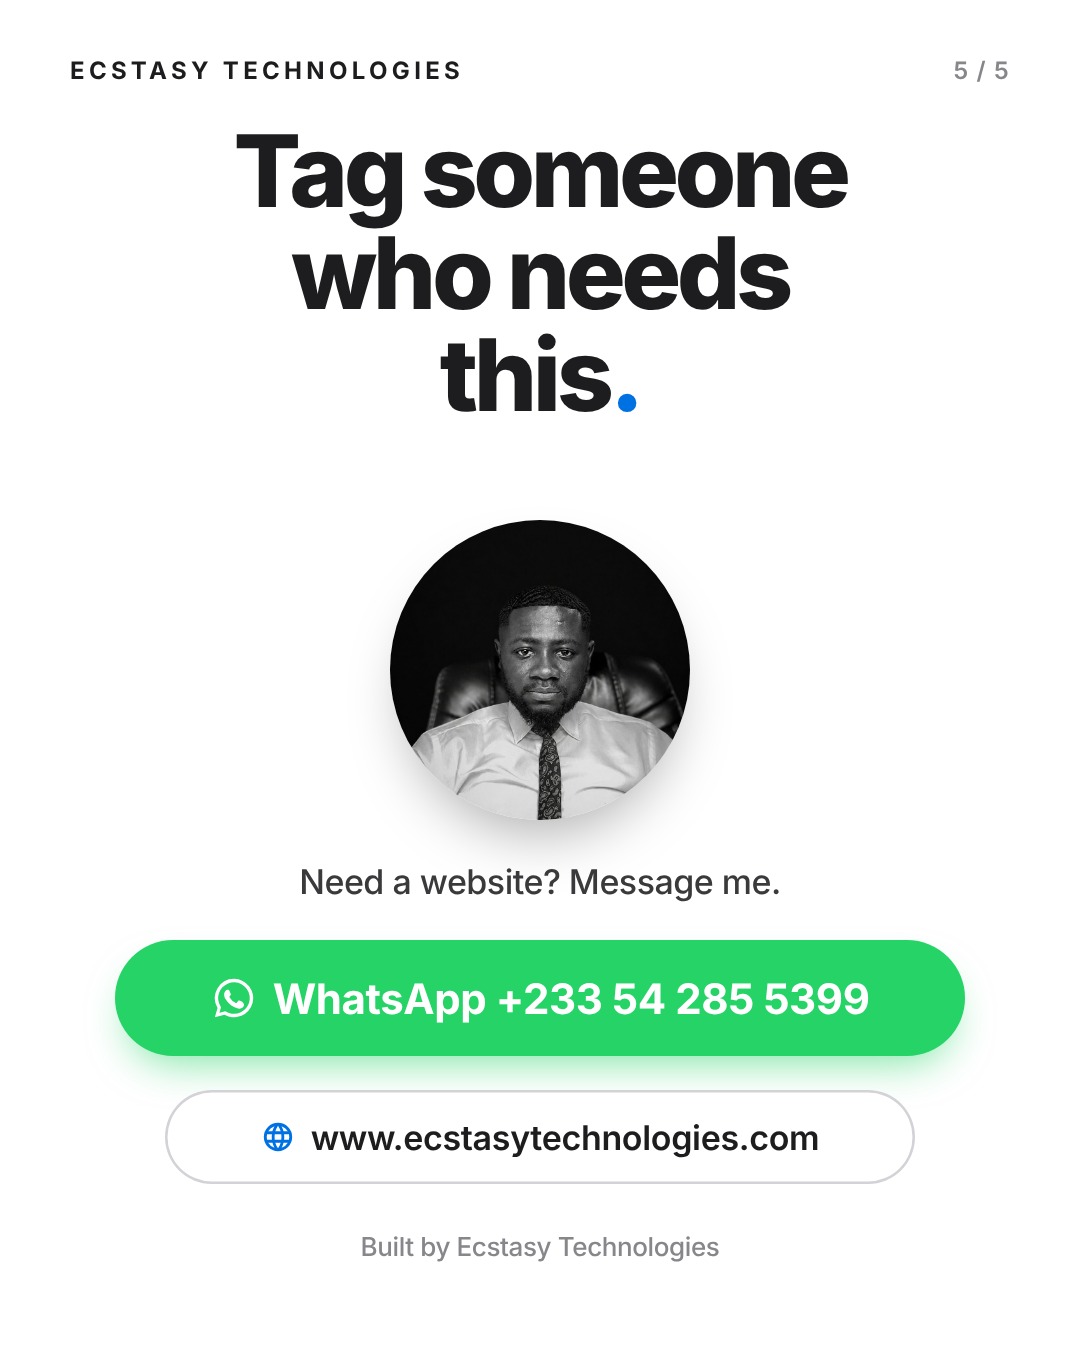 ECSTASY TECHNOLOGIES
5 / 5
Tag someone
who needs
this.
Need a website? Message me.
WhatsApp +233 54 285 5399
www.ecstasytechnologies.com
Built by Ecstasy Technologies